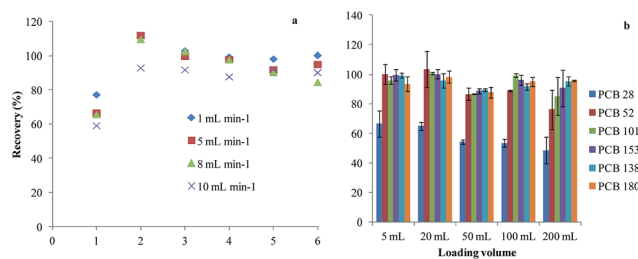 a
120
100
80
60
40
20
0
Recovery (%)
1 mL min-1
5 mL min-1
8 mL min-1
10 mL min-1
0 1 2 3 4 5 6
b
140
120
100
80
60
40
20
0
PCB 28
PCB 52
PCB 101
PCB 153
PCB 138
PCB 180
5 mL 20 mL 50 mL 100 mL 200 mL
Loading volume